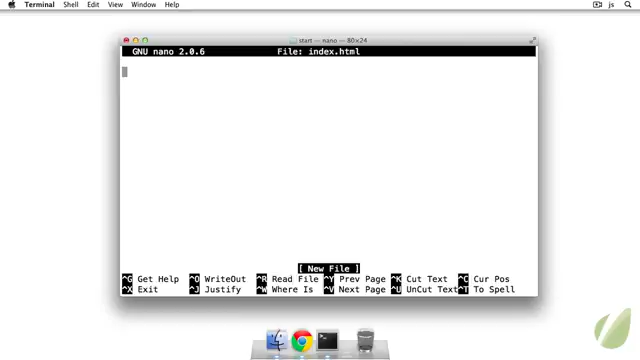 Terminal Shell Edit View Window Help js
start — nano — 80×24
GNU nano 2.0.6 File: index.html
[ New File ]
^G Get Help ^O WriteOut ^R Read File ^Y Prev Page ^K Cut Text ^C Cur Pos
^X Exit ^J Justify ^W Where Is ^V Next Page ^U UnCut Text ^T To Spell